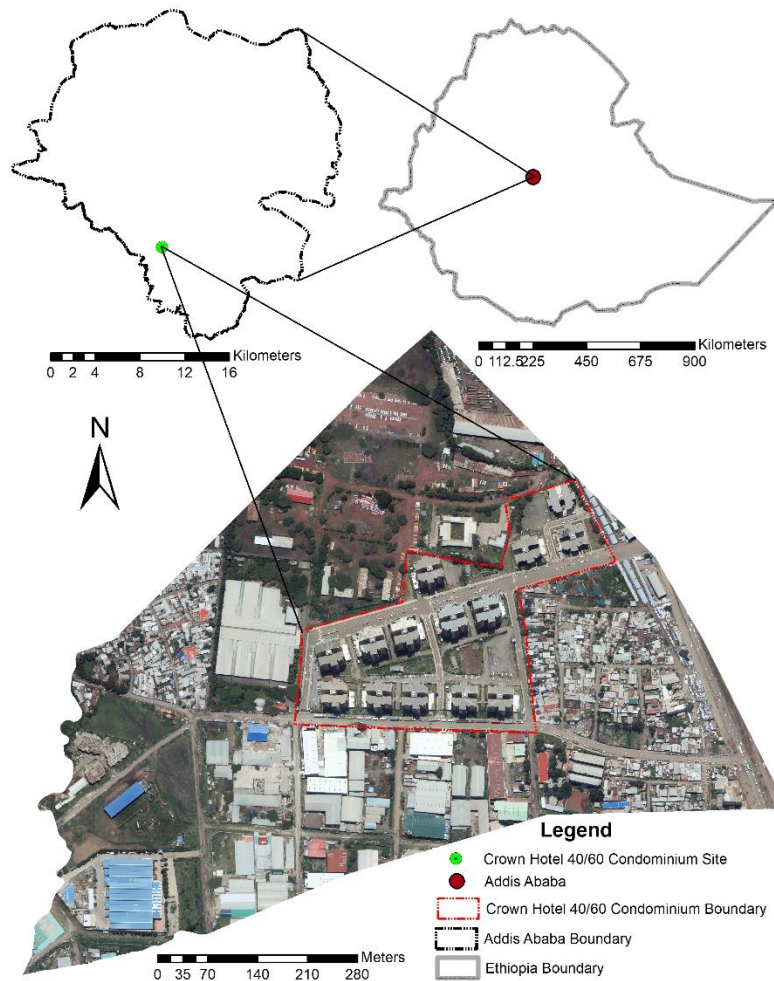 Kilometers
0 2 4 8 12 16
Kilometers
0 112.5 225 450 675 900
N
Legend
Crown Hotel 40/60 Condominium Site
Addis Ababa
Crown Hotel 40/60 Condominium Boundary
Addis Ababa Boundary
Ethiopia Boundary
Meters
0 35 70 140 210 280